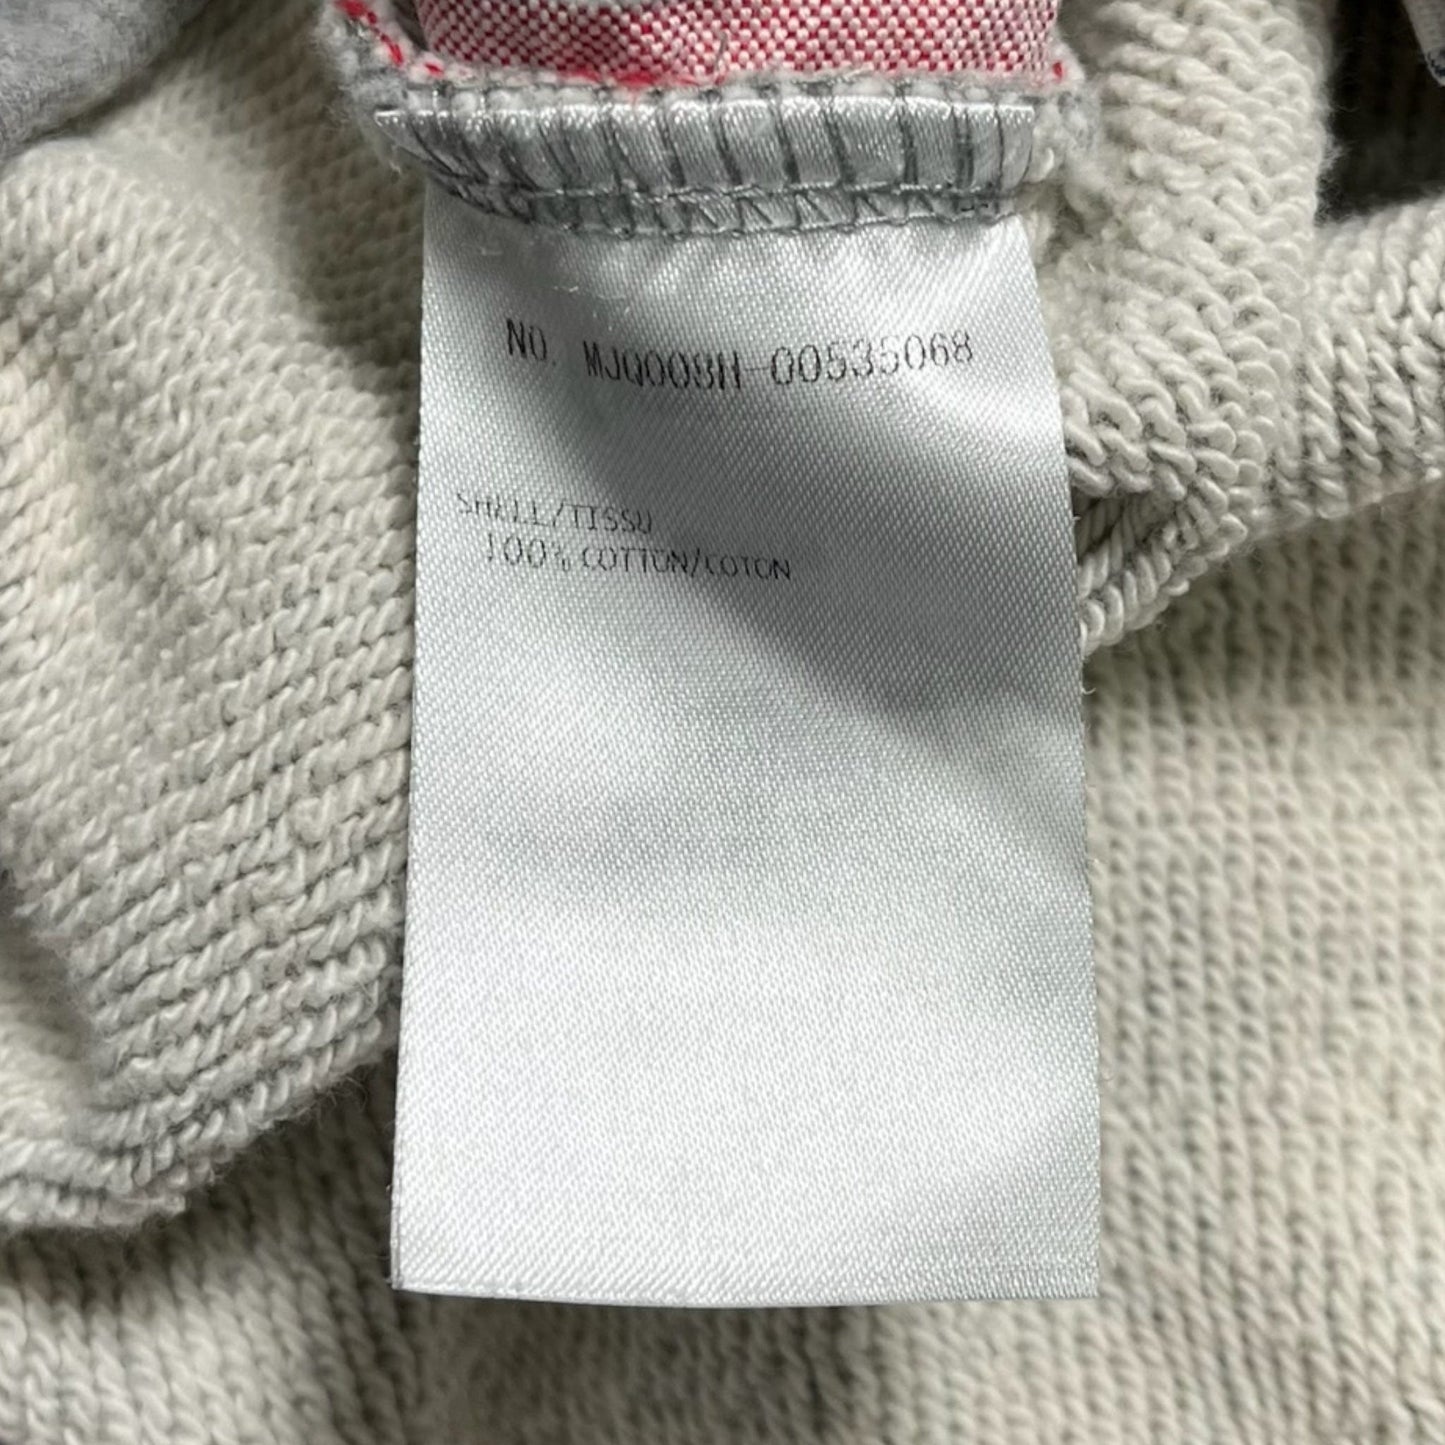 NO. MJQ008H-00535068
SHELL/TISSU
100% COTTON/COTON